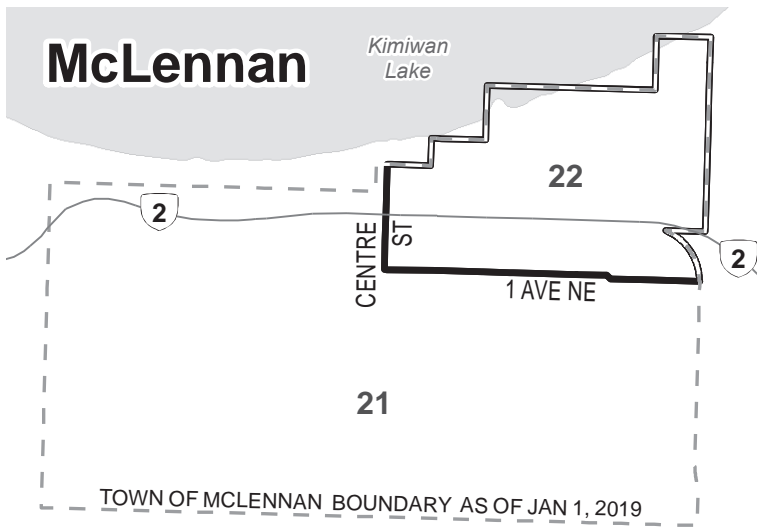 McLennan
Kimiwan
Lake
22
2
CENTRE
ST
2
1 AVE NE
21
TOWN OF MCLENNAN BOUNDARY AS OF JAN 1, 2019